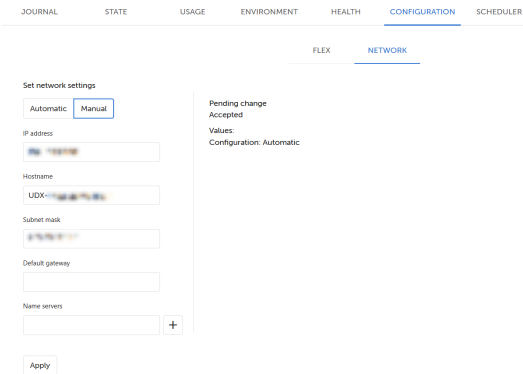 JOURNAL STATE USAGE ENVIRONMENT HEALTH CONFIGURATION SCHEDULER
FLEX NETWORK
Set network settings
Automatic Manual
IP address
Hostname
UDX-
Subnet mask
Default gateway
Name servers
+
Apply
Pending change
Accepted
Values:
Configuration: Automatic